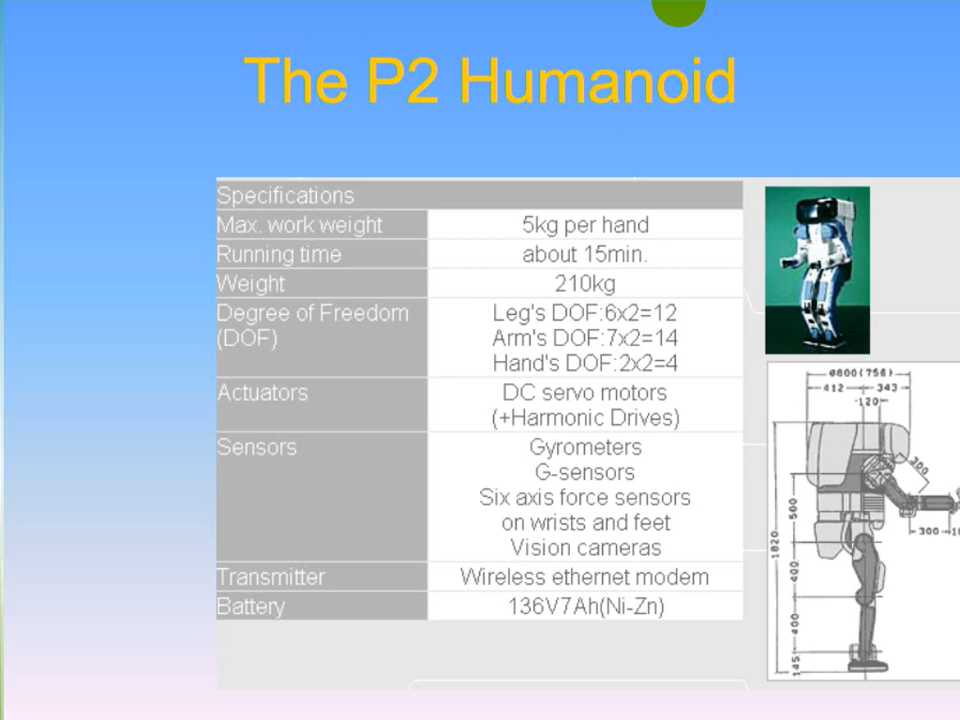 The P2 Humanoid
Specifications
Max. work weight 5kg per hand
Running time about 15min.
Weight 210kg
Degree of Freedom Leg's DOF:6x2=12
(DOF) Arm's DOF:7x2=14
Hand's DOF:2x2=4
Actuators DC servo motors
(+Harmonic Drives)
Sensors Gyrometers
G-sensors
Six axis force sensors
on wrists and feet
Vision cameras
Transmitter Wireless ethernet modem
Battery 136V7Ah(Ni-Zn)
ø800(756)
412 343
120
300
500
300
1820
400
400
145